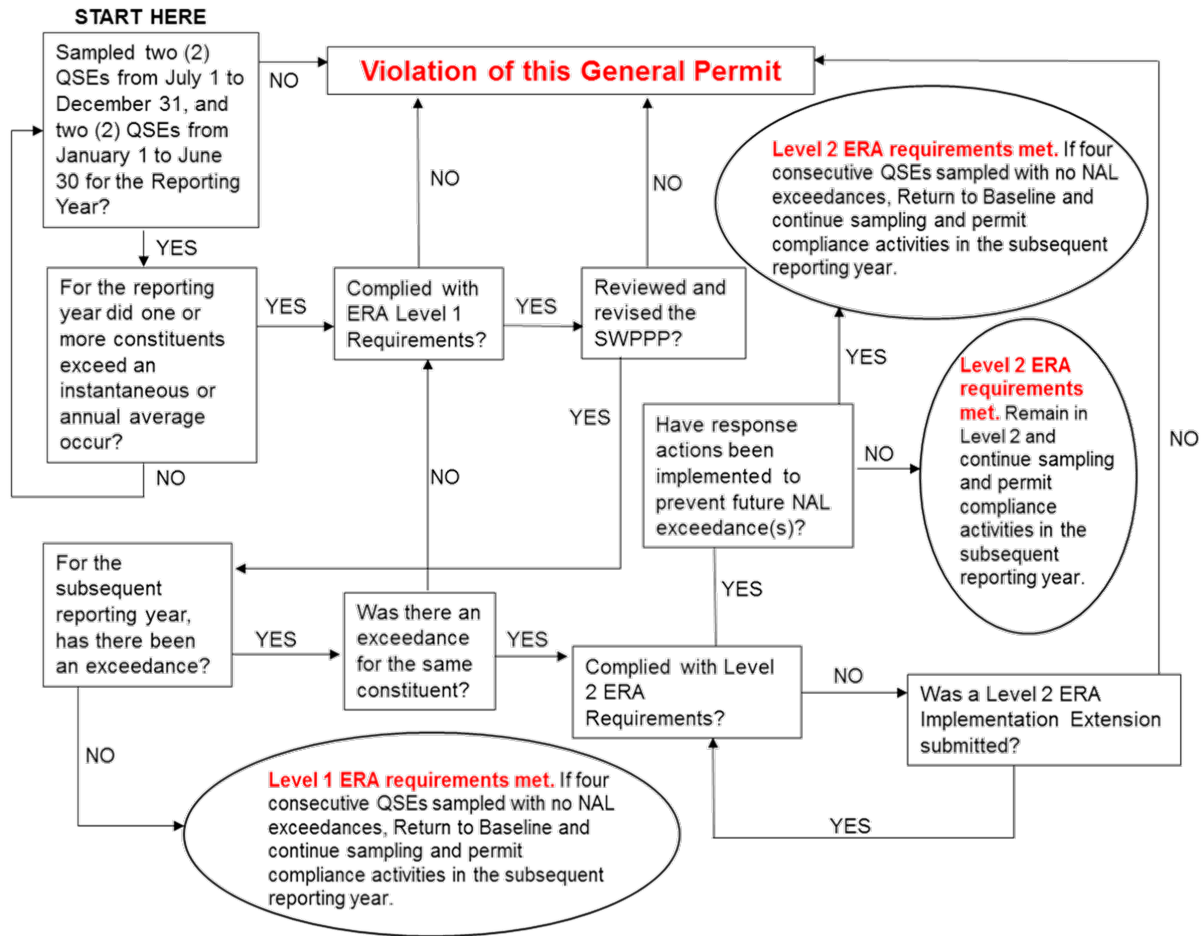 START HERE
Sampled two (2)
QSEs from July 1 to
December 31, and
two (2) QSEs from
January 1 to June
30 for the Reporting
Year?
NO
Violation of this General Permit
YES
NO
NO
Level 2 ERA requirements met. If four
consecutive QSEs sampled with no NAL
exceedances, Return to Baseline and
continue sampling and permit
compliance activities in the subsequent
reporting year.
For the reporting
year did one or
more constituents
exceed an
instantaneous or
annual average
occur?
YES
Complied with
ERA Level 1
Requirements?
YES
Reviewed and
revised the
SWPPP?
YES
YES
Level 2 ERA
requirements
met. Remain in
Level 2 and
continue sampling
and permit
compliance
activities in the
subsequent
reporting year.
NO
NO
NO
Have response
actions been
implemented to
prevent future NAL
exceedance(s)?
NO
YES
For the
subsequent
reporting year,
has there been
an exceedance?
YES
Was there an
exceedance
for the same
constituent?
YES
Complied with Level
2 ERA
Requirements?
NO
Was a Level 2 ERA
Implementation Extension
submitted?
NO
YES
Level 1 ERA requirements met. If four
consecutive QSEs sampled with no NAL
exceedances, Return to Baseline and
continue sampling and permit
compliance activities in the subsequent
reporting year.